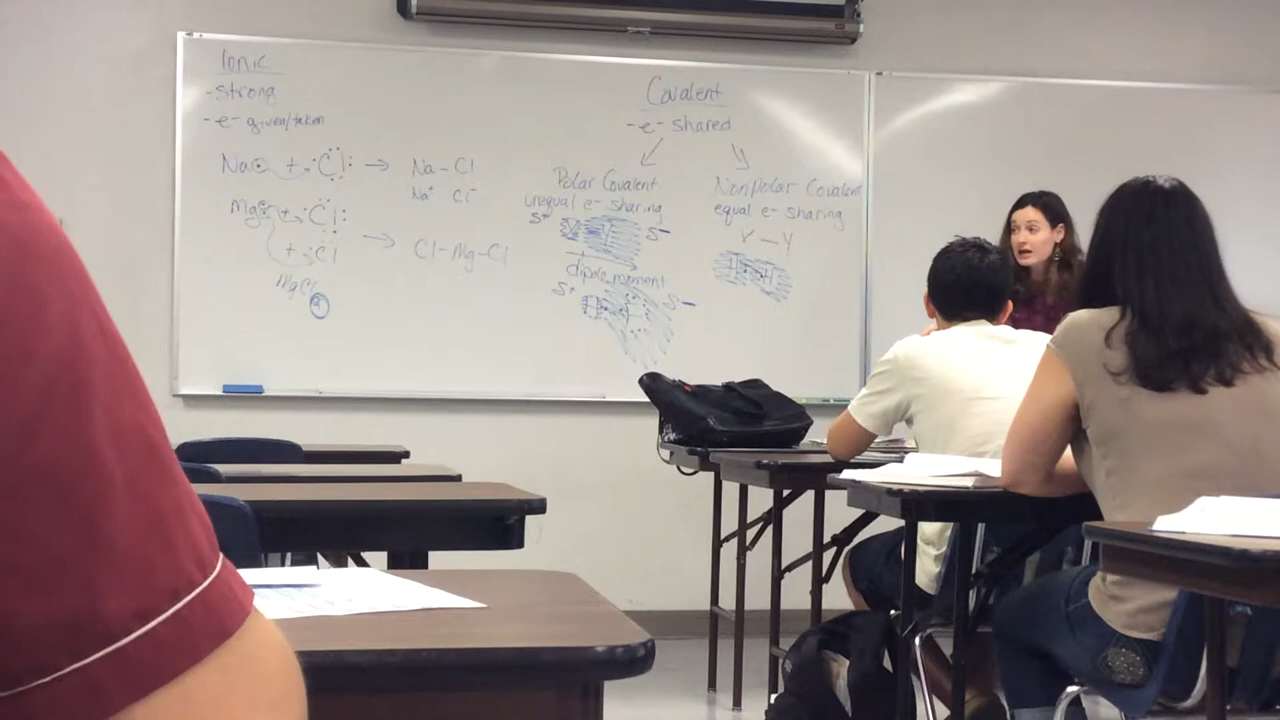 Ionic
- strong
- e- given/taken
Na + Cl → Na - Cl
Na+ Cl-
Mg + Cl
+ Cl → Cl - Mg - Cl
MgCl2
Covalent
- e- shared
Polar Covalent
unequal e- sharing
δ+ δ-
dipole moment
δ+ δ-
Nonpolar Covalent
equal e- sharing
Y - Y